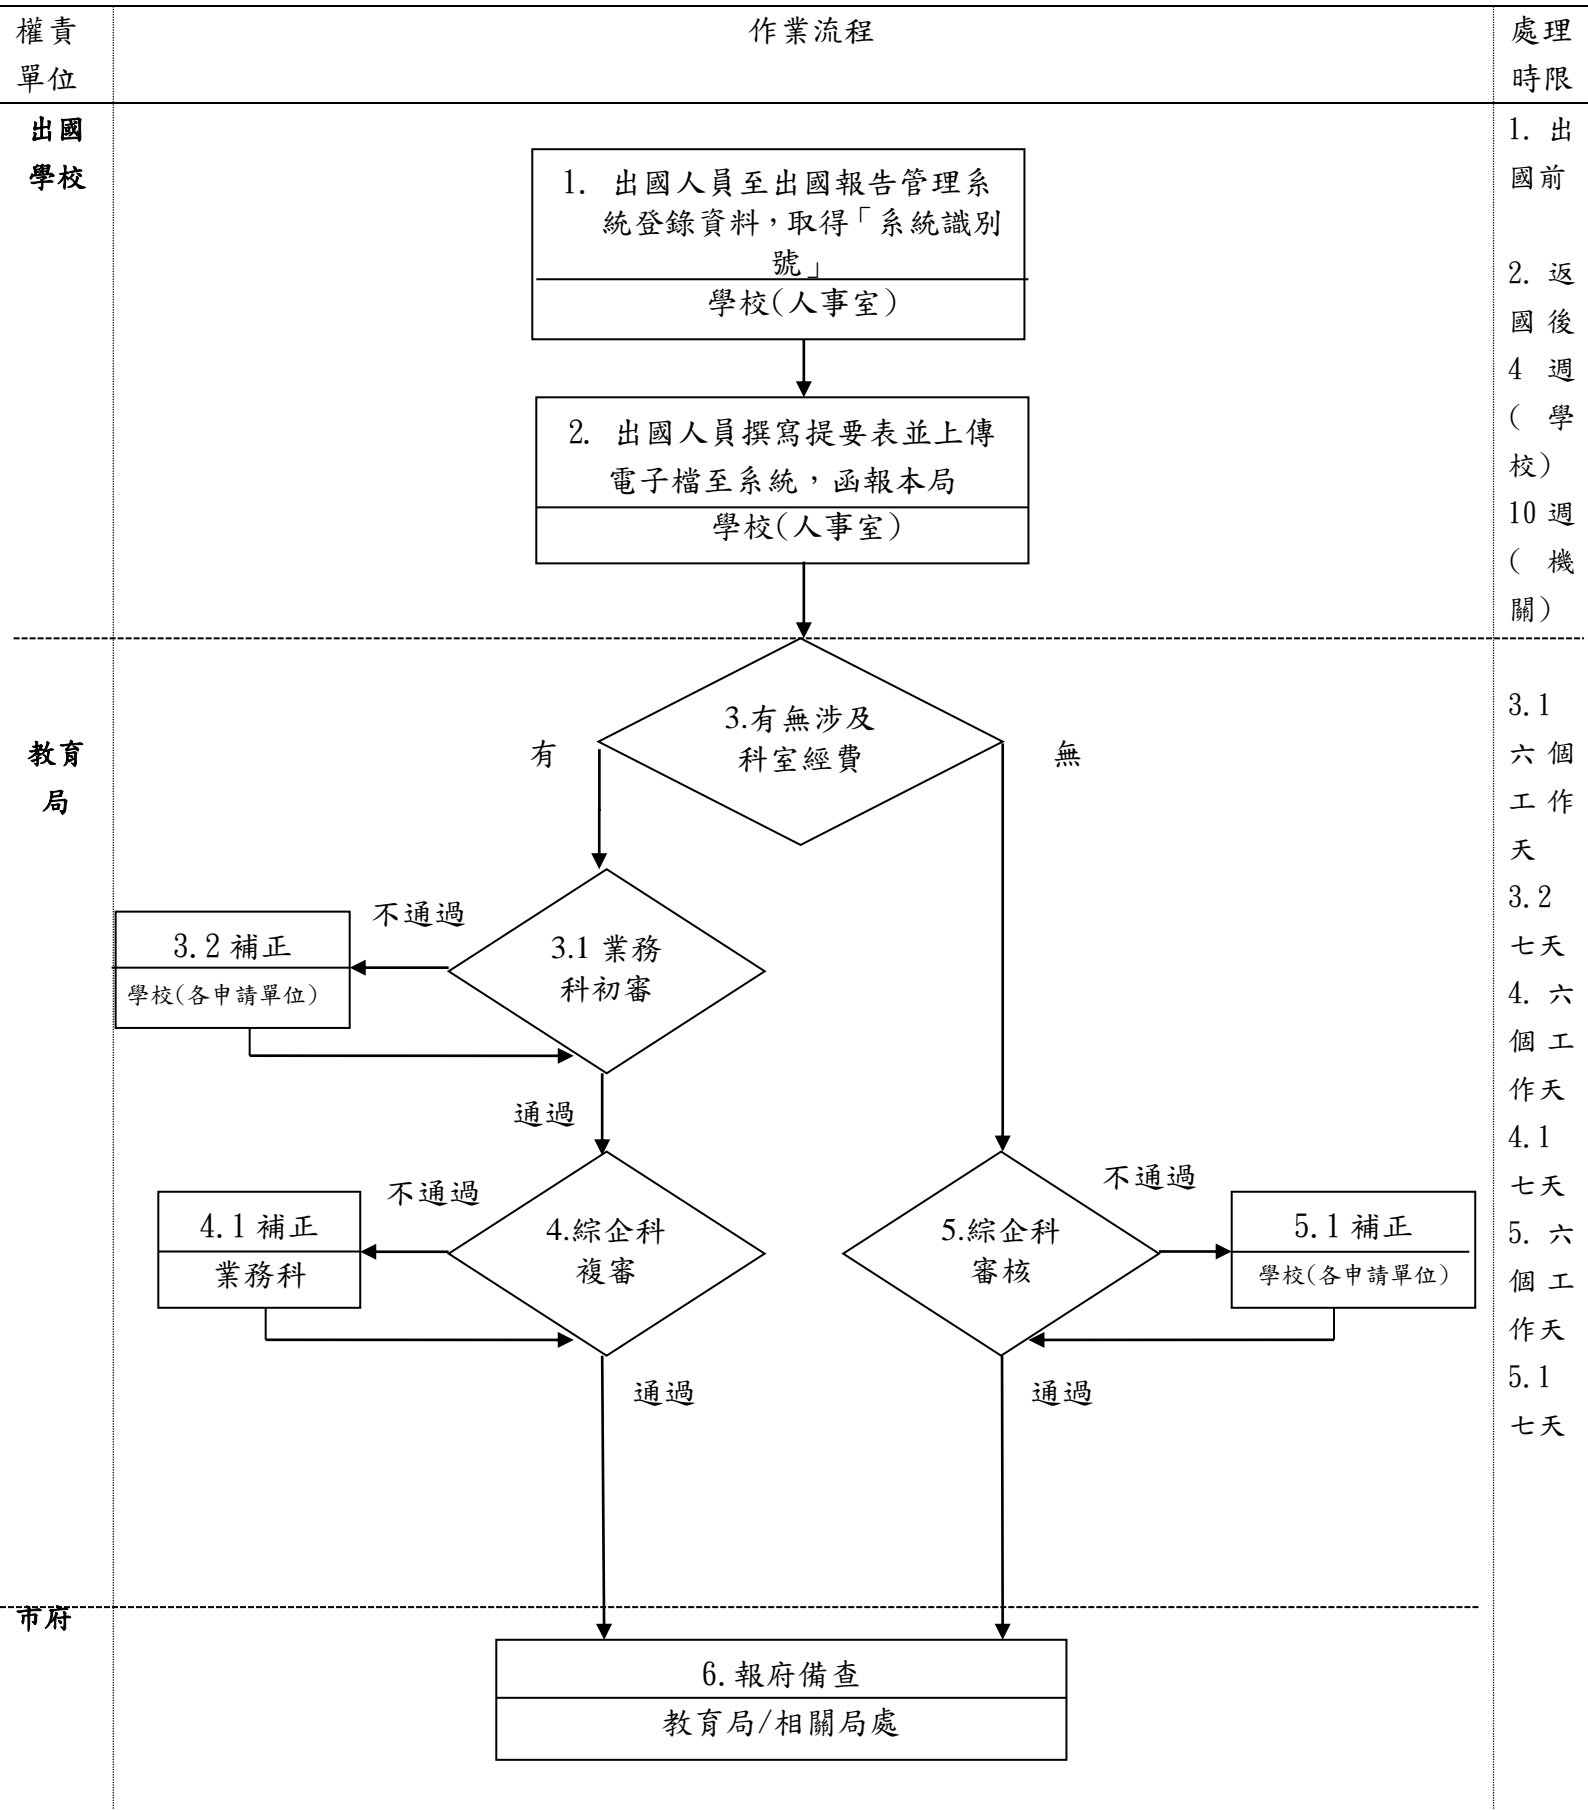 權責
單位
作業流程
處理
時限
出國
學校
1. 出國人員至出國報告管理系
統登錄資料，取得「系統識別
號」
學校(人事室)
2. 出國人員撰寫提要表並上傳
電子檔至系統，函報本局
學校(人事室)
1. 出
國前
2. 返
國後
4 週
( 學
校)
10 週
( 機
關)
教育
局
3.有無涉及
科室經費
有
無
3.1 業務
科初審
不通過
3.2 補正
學校(各申請單位)
通過
4.綜企科
複審
不通過
4.1 補正
業務科
通過
5.綜企科
審核
不通過
5.1 補正
學校(各申請單位)
通過
3.1
六個
工作
天
3.2
七天
4. 六
個工
作天
4.1
七天
5. 六
個工
作天
5.1
七天
市府
6.報府備查
教育局/相關局處